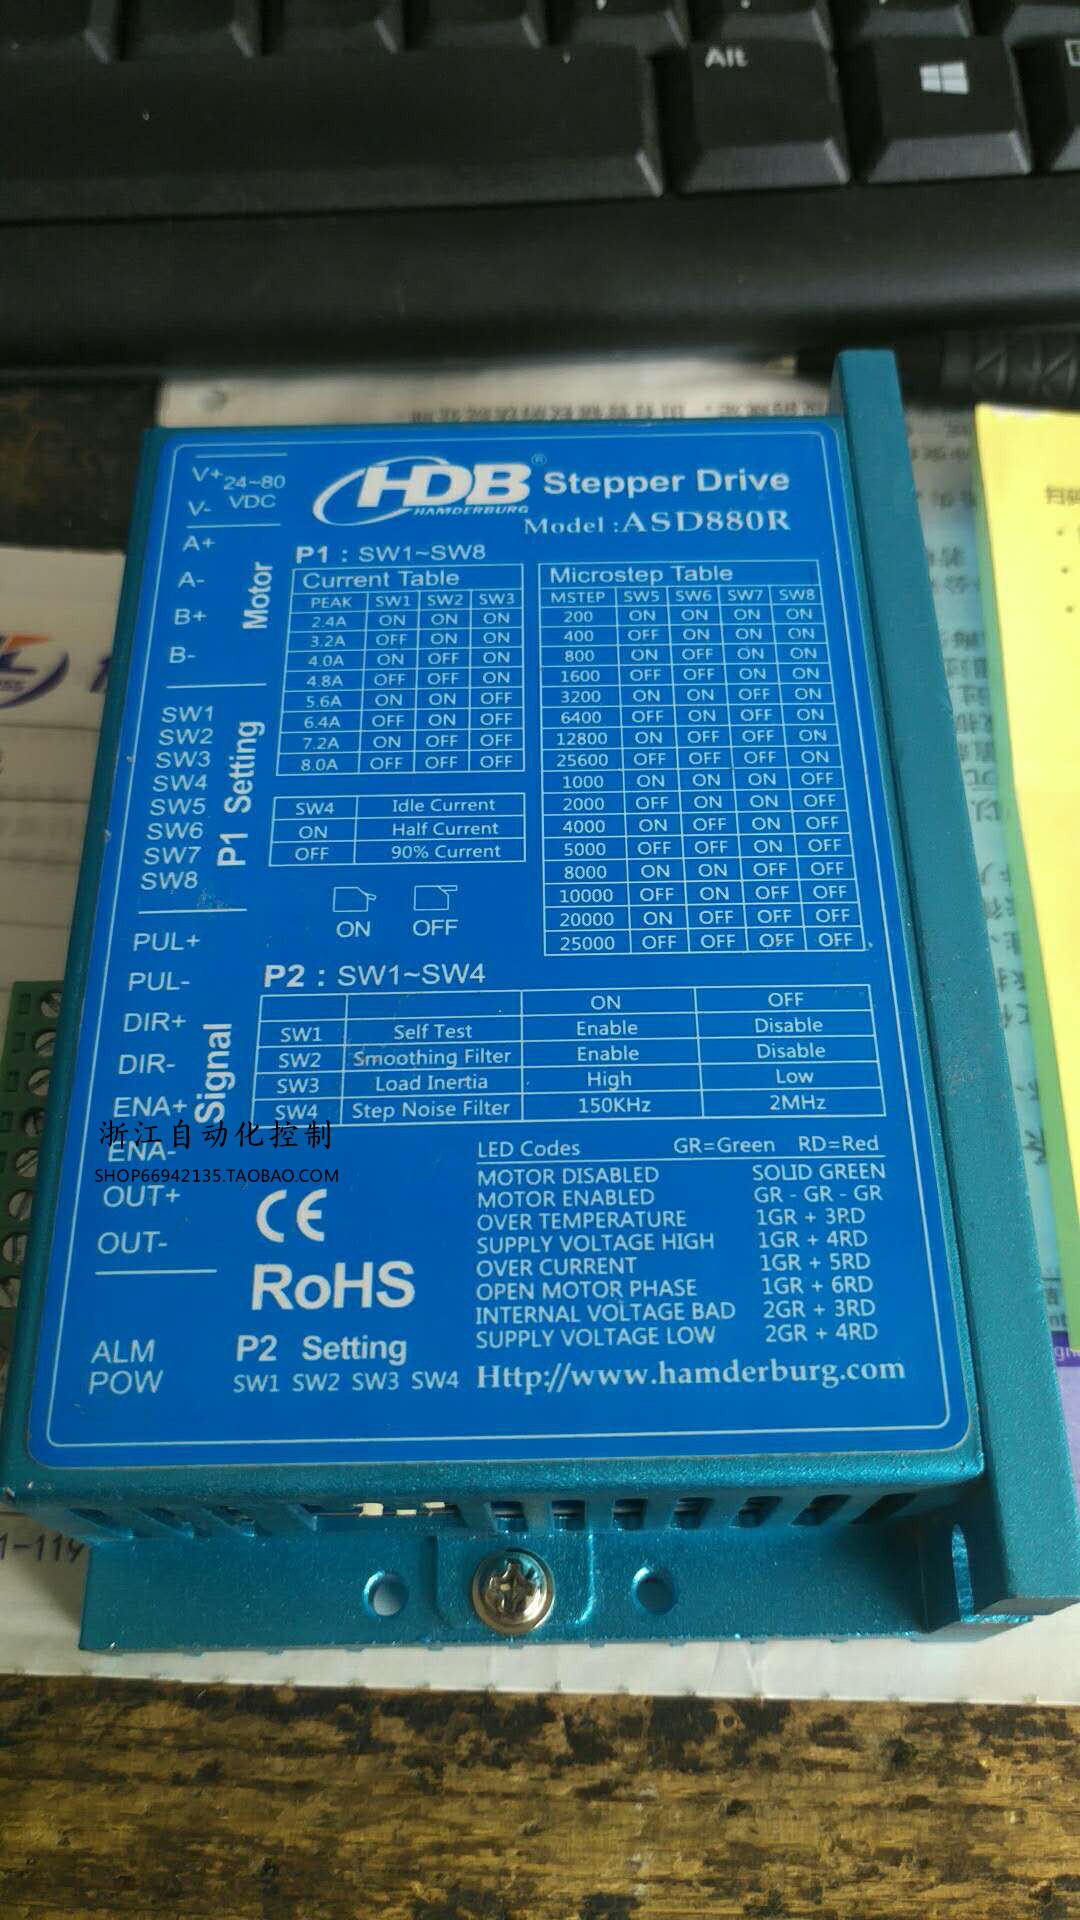 Alt
V+ 24~80
V- VDC
A+
A-
B+
B-
Motor
SW1
SW2
SW3
SW4
SW5
SW6
SW7
SW8
P1 Setting
PUL+
PUL-
DIR+
DIR-
ENA+
ENA-
OUT+
OUT-
Signal
ALM
POW
HDB ® Stepper Drive
HAMDERBURG
Model :ASD880R
P1 : SW1~SW8
Current Table
PEAK SW1 SW2 SW3
2.4A ON ON ON
3.2A OFF ON ON
4.0A ON OFF ON
4.8A OFF OFF ON
5.6A ON ON OFF
6.4A OFF ON OFF
7.2A ON OFF OFF
8.0A OFF OFF OFF
SW4 Idle Current
ON Half Current
OFF 90% Current
ON OFF
Microstep Table
MSTEP SW5 SW6 SW7 SW8
200 ON ON ON ON
400 OFF ON ON ON
800 ON OFF ON ON
1600 OFF OFF ON ON
3200 ON ON OFF ON
6400 OFF ON OFF ON
12800 ON OFF OFF ON
25600 OFF OFF OFF ON
1000 ON ON ON OFF
2000 OFF ON ON OFF
4000 ON OFF ON OFF
5000 OFF OFF ON OFF
8000 ON ON OFF OFF
10000 OFF ON OFF OFF
20000 ON OFF OFF OFF
25000 OFF OFF OFF OFF
P2 : SW1~SW4
ON OFF
SW1 Self Test Enable Disable
SW2 Smoothing Filter Enable Disable
SW3 Load Inertia High Low
SW4 Step Noise Filter 150KHz 2MHz
浙江自动化控制
SHOP66942135.TAOBAO.COM
CE
RoHS
P2 Setting
SW1 SW2 SW3 SW4
LED Codes GR=Green RD=Red
MOTOR DISABLED SOLID GREEN
MOTOR ENABLED GR - GR - GR
OVER TEMPERATURE 1GR + 3RD
SUPPLY VOLTAGE HIGH 1GR + 4RD
OVER CURRENT 1GR + 5RD
OPEN MOTOR PHASE 1GR + 6RD
INTERNAL VOLTAGE BAD 2GR + 3RD
SUPPLY VOLTAGE LOW 2GR + 4RD
Http://www.hamderburg.com
1-119